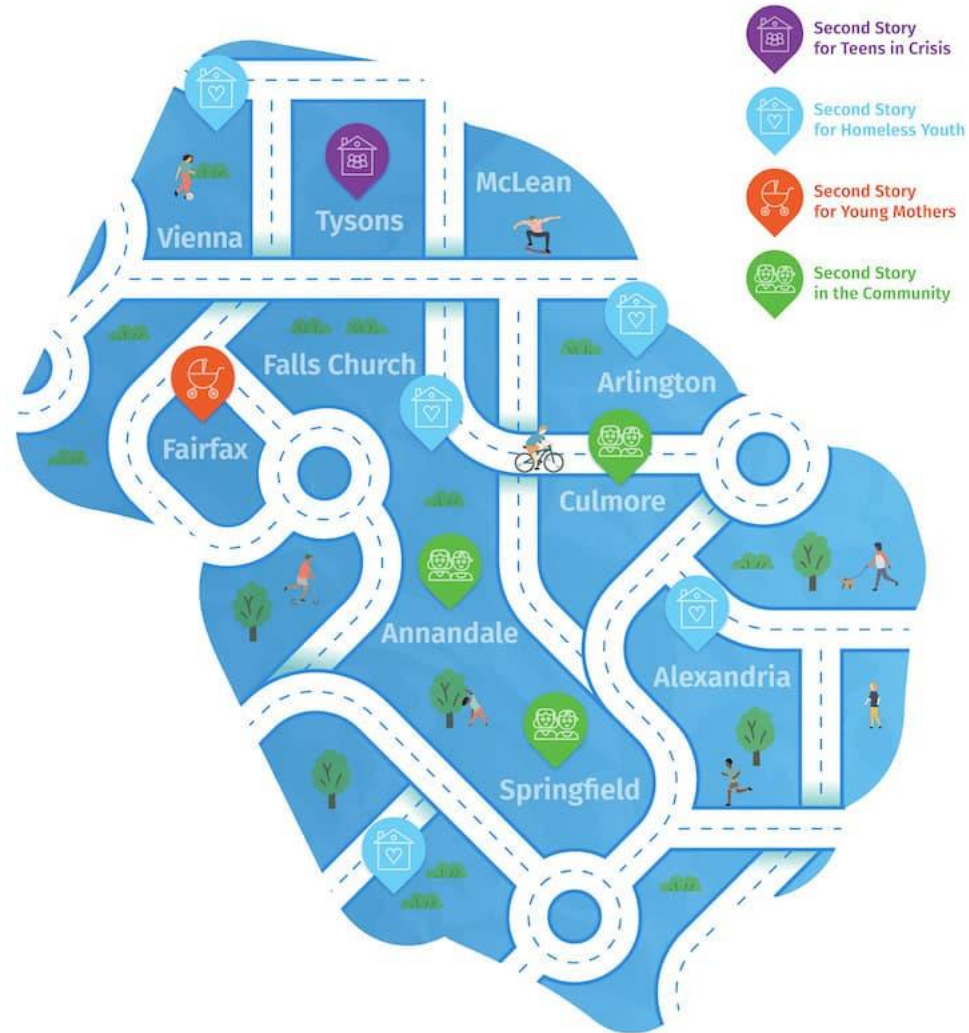 Second Story
for Teens in Crisis
Second Story
for Homeless Youth
Second Story
for Young Mothers
Second Story
in the Community
McLean
Tysons
Vienna
Falls Church
Arlington
Fairfax
Culmore
Annandale
Alexandria
Springfield